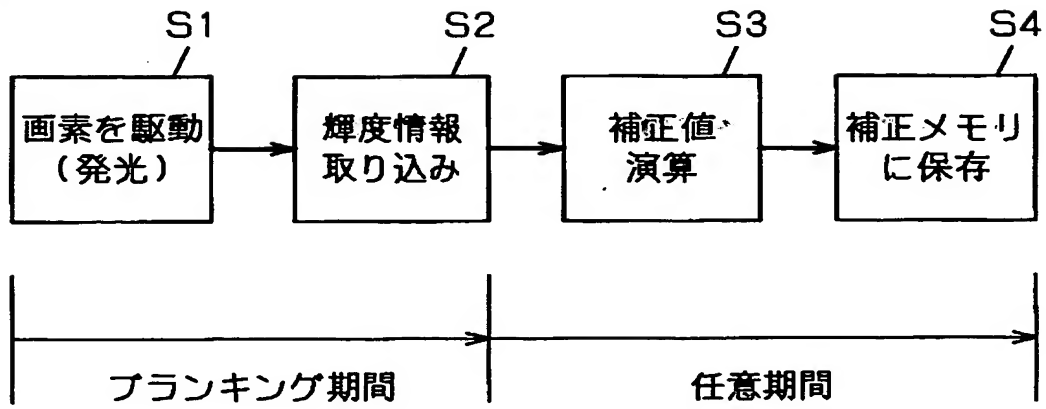 S1
S2
S3
S4
画素を駆動
(発光)
輝度情報
取り込み
補正値
演算
補正メモリ
に保存
ブランキング期間
任意期間